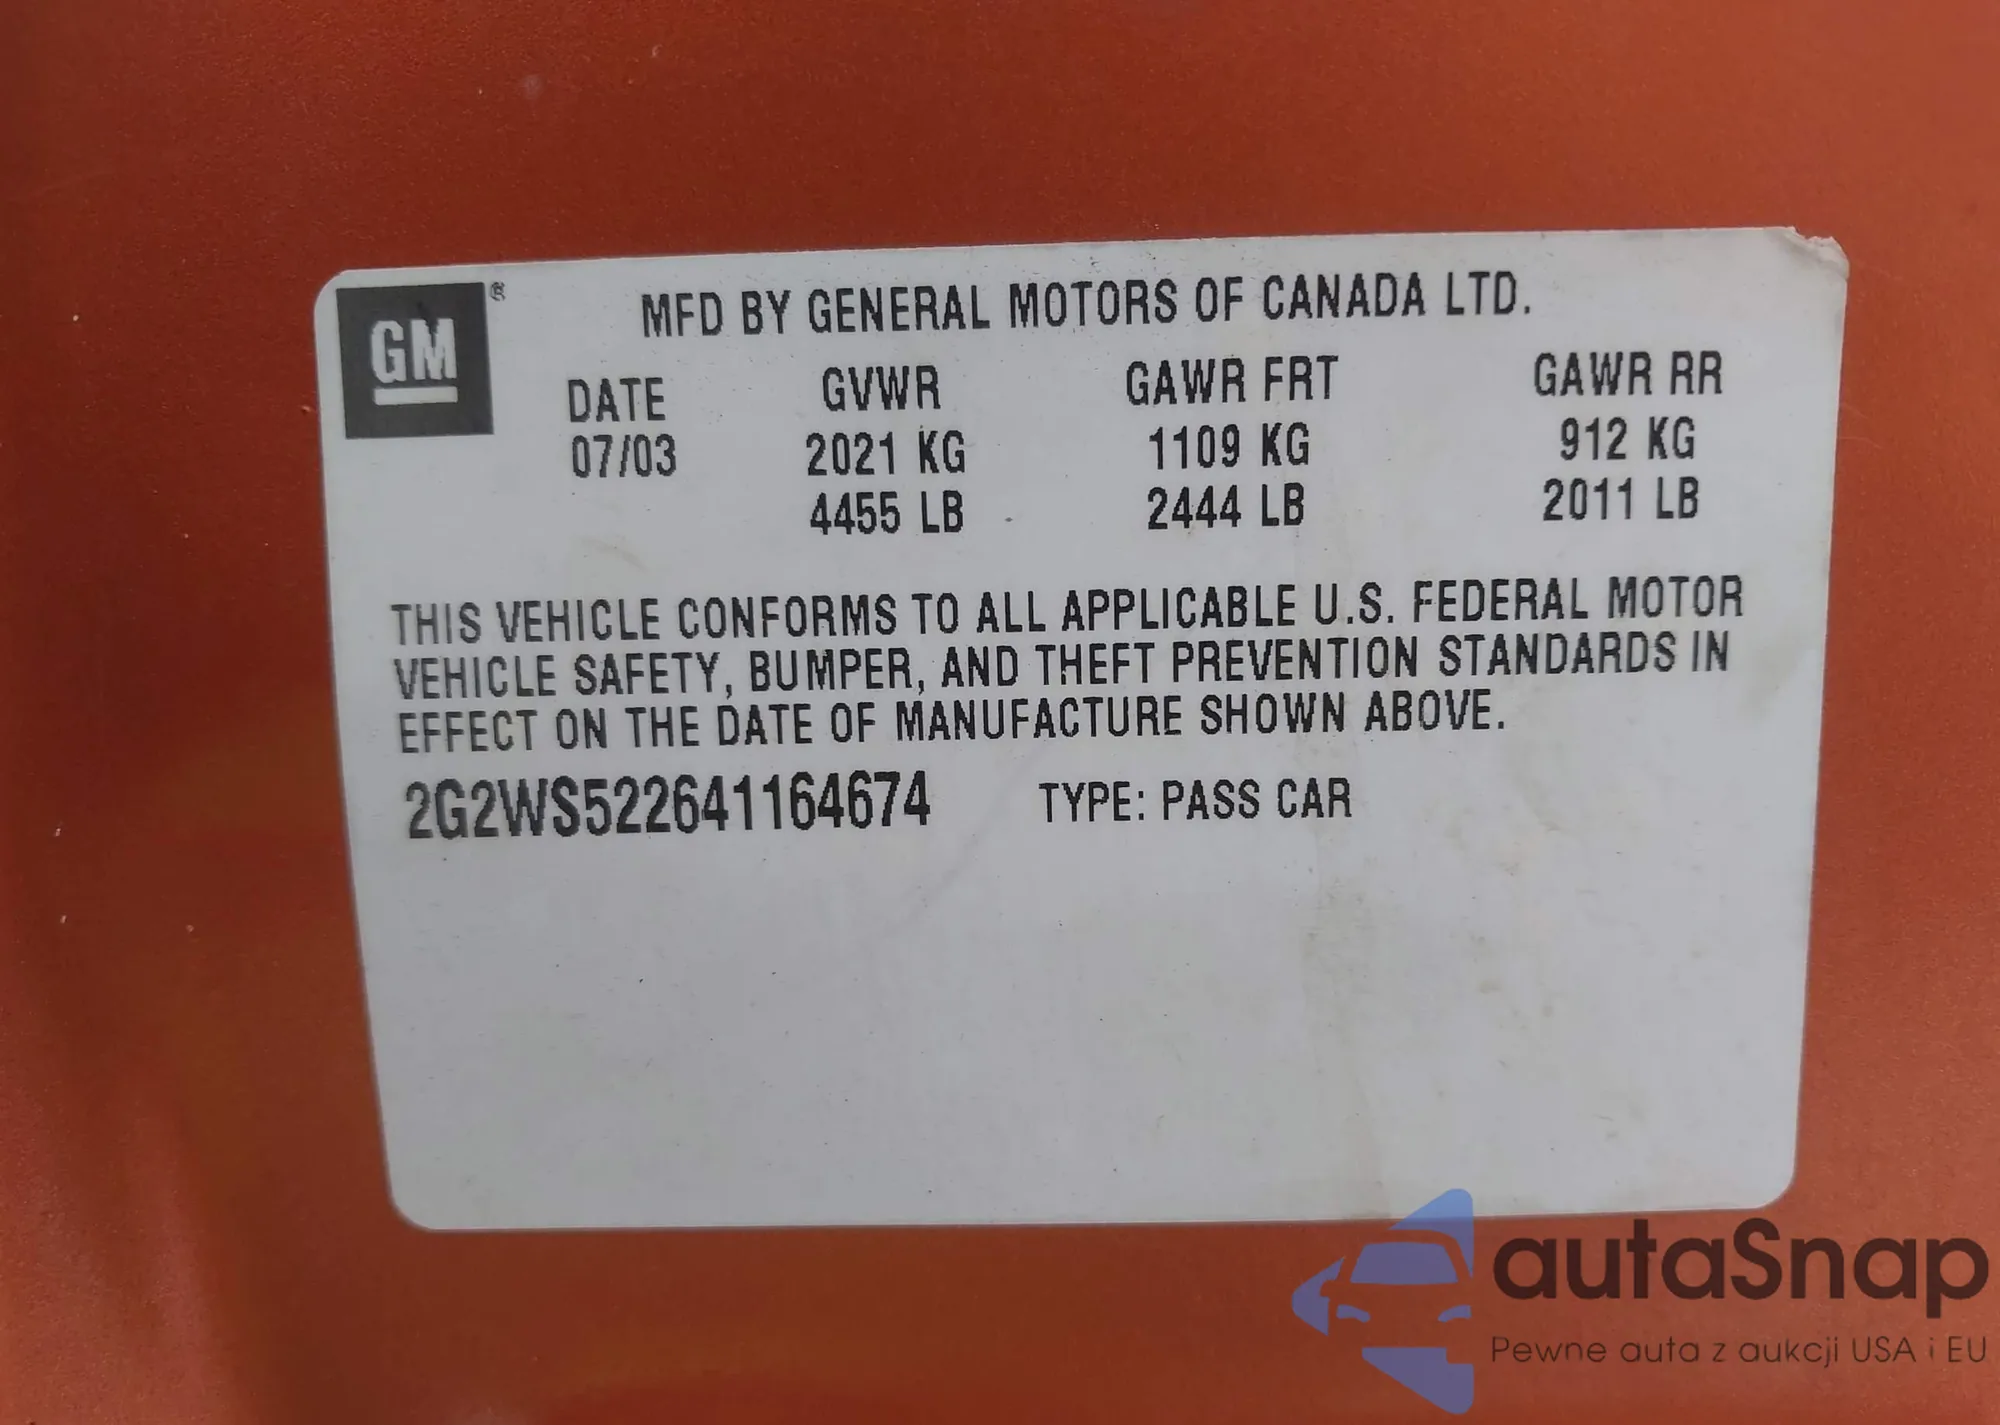 GM
®
MFD BY GENERAL MOTORS OF CANADA LTD.
DATE GVWR GAWR FRT GAWR RR
07/03 2021 KG 1109 KG 912 KG
4455 LB 2444 LB 2011 LB
THIS VEHICLE CONFORMS TO ALL APPLICABLE U.S. FEDERAL MOTOR
VEHICLE SAFETY, BUMPER, AND THEFT PREVENTION STANDARDS IN
EFFECT ON THE DATE OF MANUFACTURE SHOWN ABOVE.
2G2WS522641164674 TYPE: PASS CAR
autaSnap
Pewne auta z aukcji USA i EU